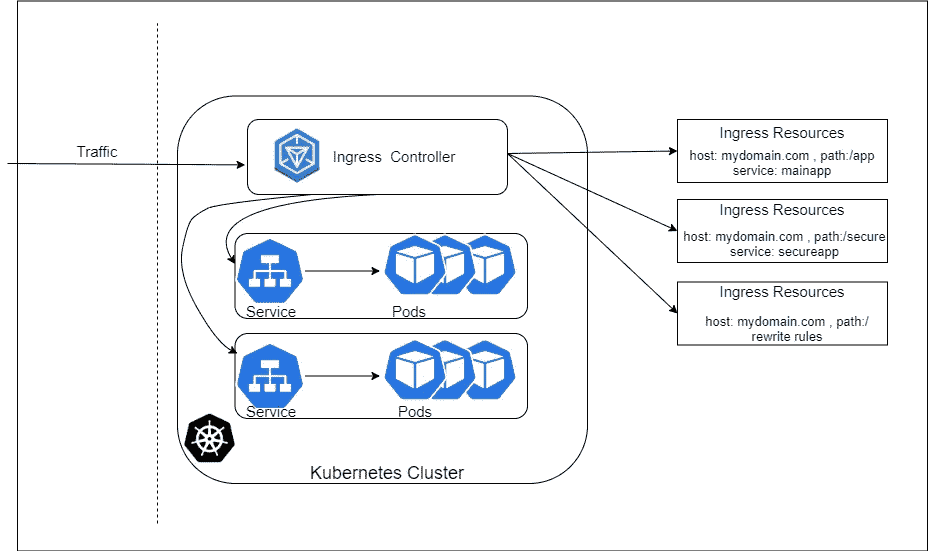 Traffic
Ingress Controller
Ingress Resources
host: mydomain.com , path:/app
service: mainapp
Ingress Resources
host: mydomain.com , path:/secure
service: secureapp
Ingress Resources
host: mydomain.com , path:/
rewrite rules
Service
Pods
Service
Pods
Kubernetes Cluster